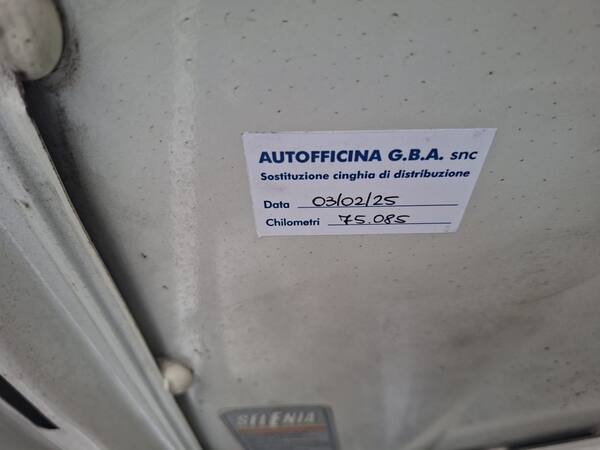 AUTOFFICINA G.B.A. snc
Sostituzione cinghia di distribuzione
Data 03/02/25
Chilometri 75.085
SELENIA